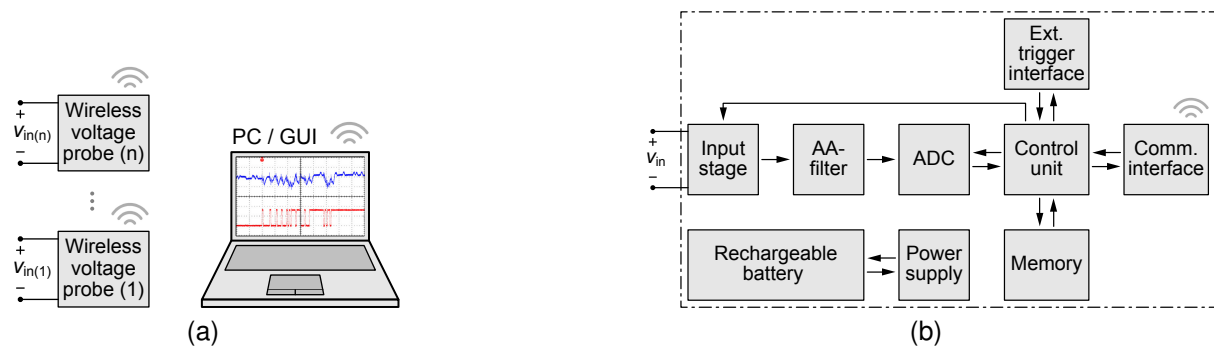 Wireless
voltage
probe (n)
+
vin(n)
−
⋮
Wireless
voltage
probe (1)
+
vin(1)
−
PC / GUI
(a)
Ext.
trigger
interface
+
vin
−
Input
stage
AA-
filter
ADC
Control
unit
Comm.
interface
Rechargeable
battery
Power
supply
Memory
(b)